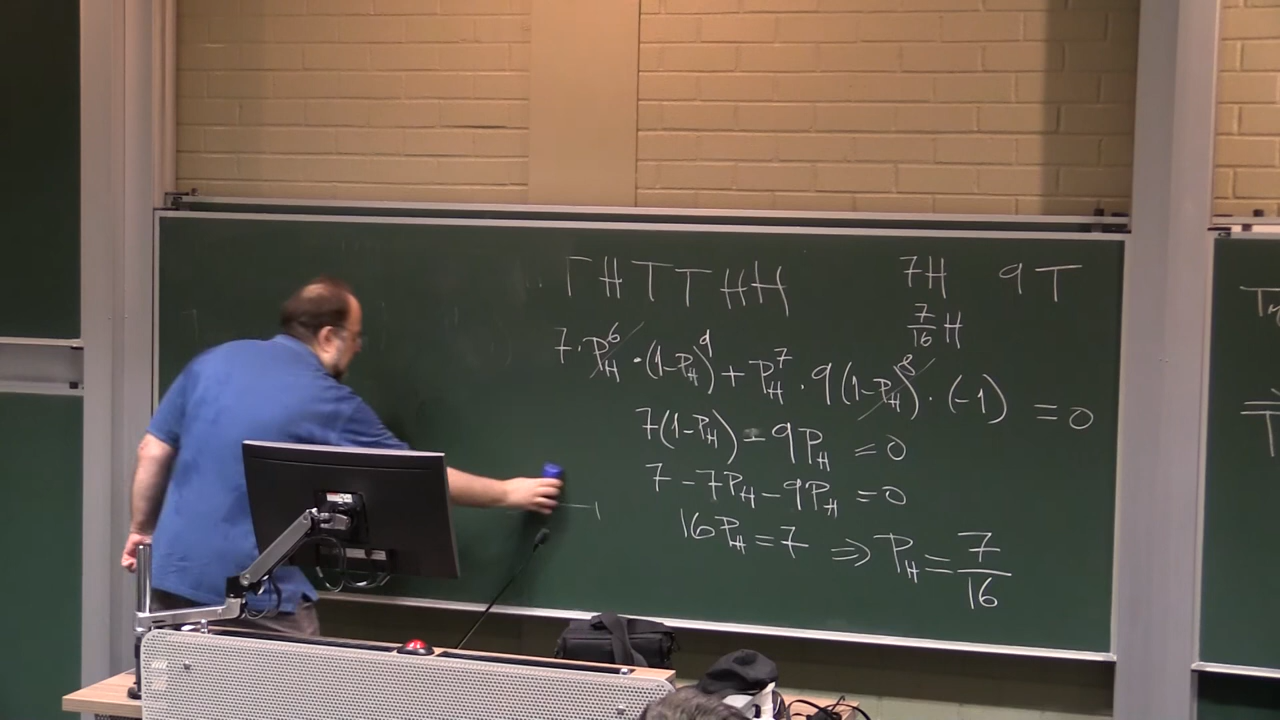 T H T T H H 7H 9T
7/16 H
7 · P_H^6 · (1-P_H)^9 + P_H^7 · 9(1-P_H)^8 · (-1) = 0
7(1-P_H) - 9P_H = 0
7 - 7P_H - 9P_H = 0
16P_H = 7 ⇒ P_H = 7/16